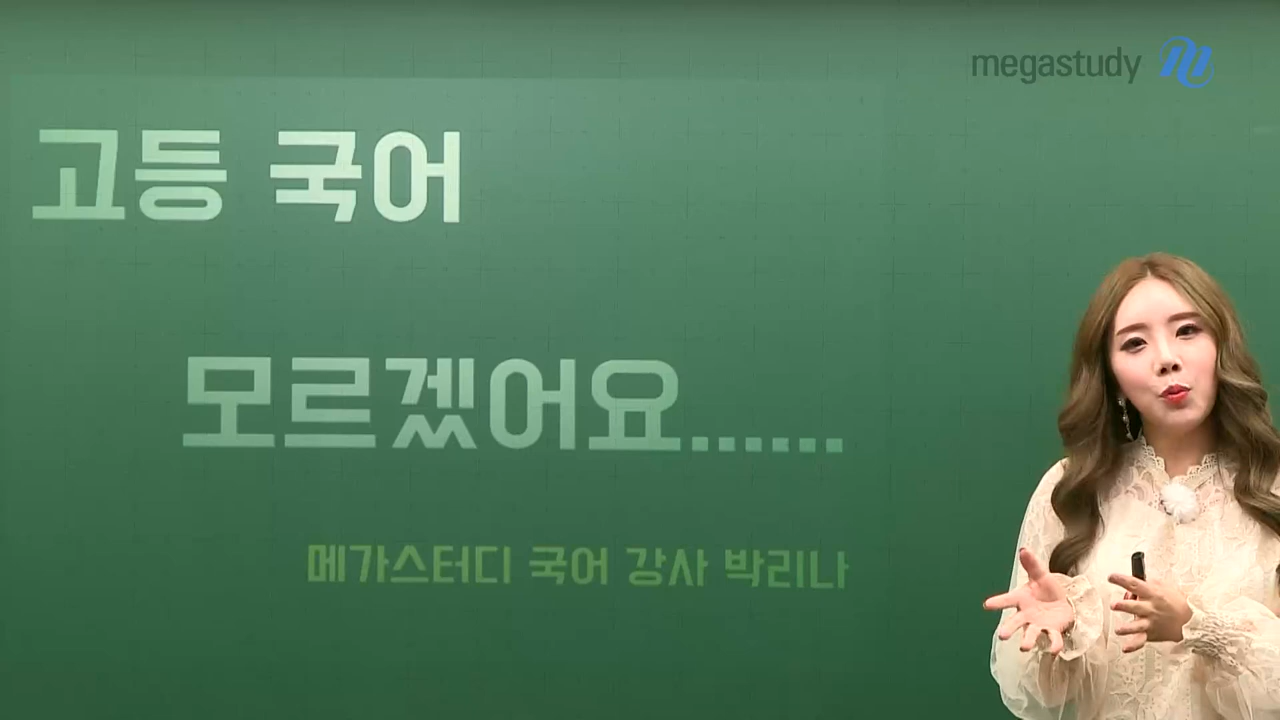 megastudy
고등 국어
모르겠어요......
메가스터디 국어 강사 박리나